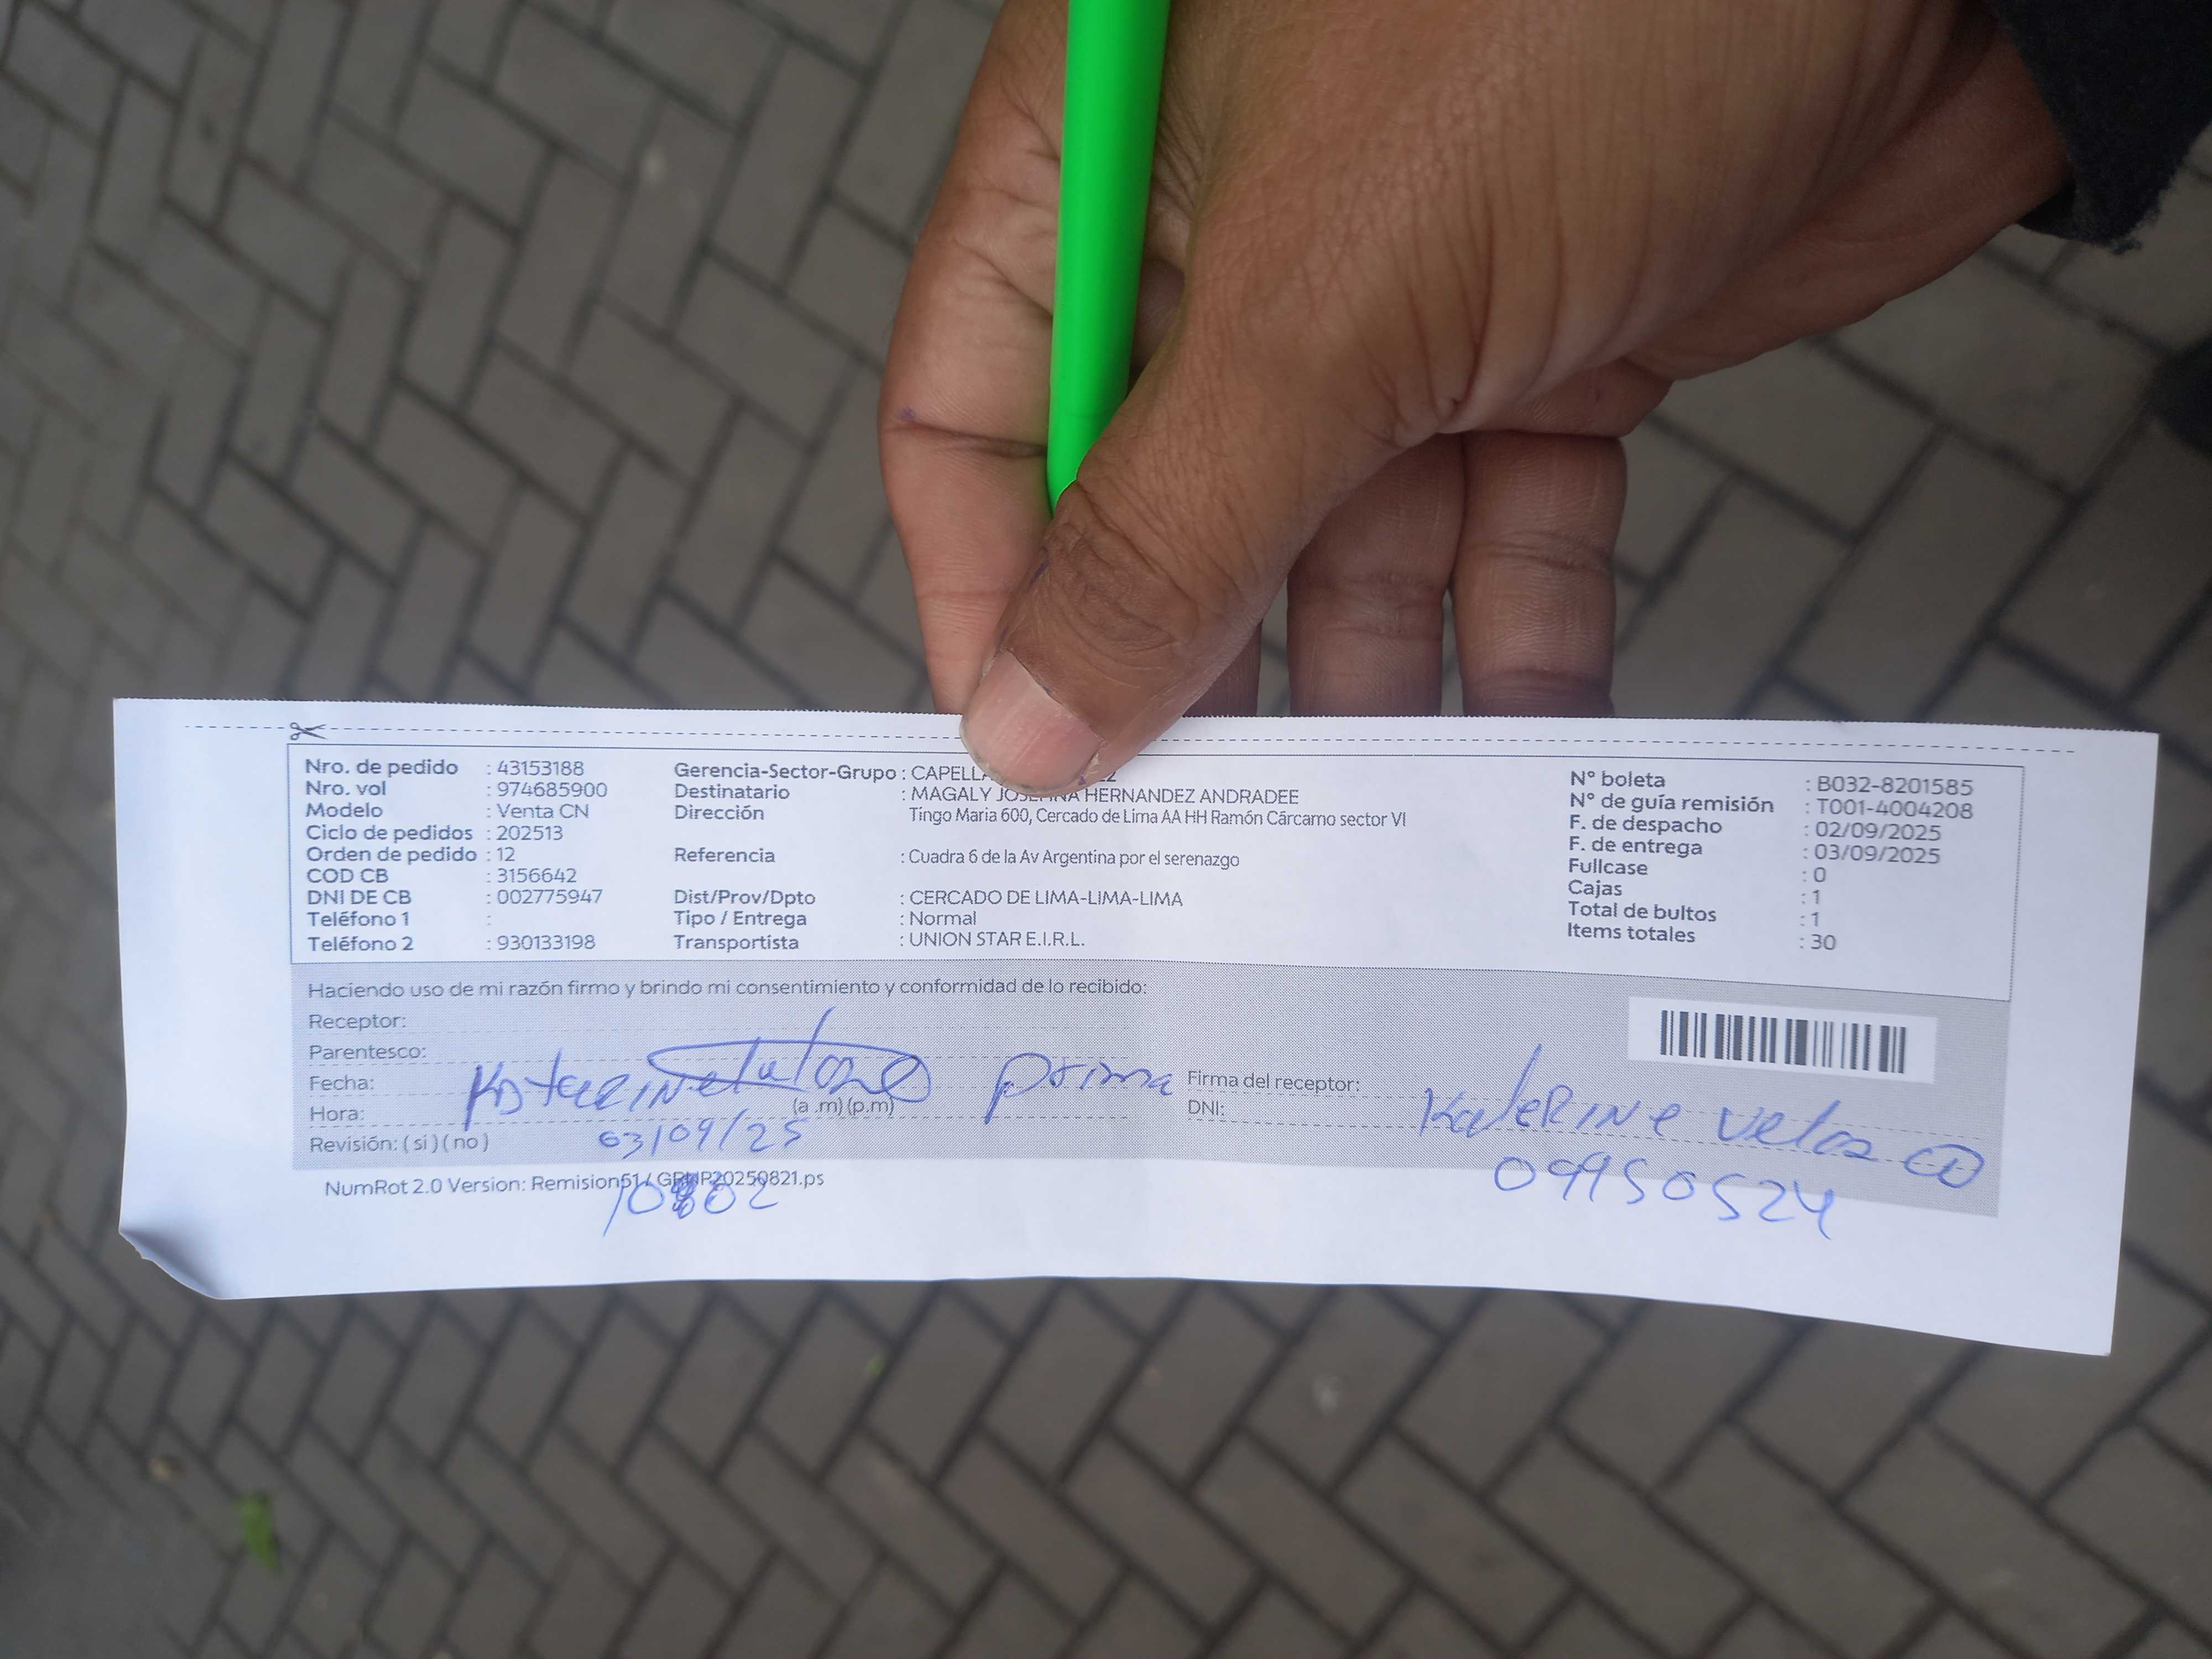 Nro. de pedido : 43153188
Nro. vol : 974685900
Modelo : Venta CN
Ciclo de pedidos : 202513
Orden de pedido : 12
COD CB : 3156642
DNI DE CB : 002775947
Teléfono 1 :
Teléfono 2 : 930133198
Gerencia-Sector-Grupo :
Destinatario : MAGALY HERNANDEZ ANDRADEE
Dirección Tingo Maria 600, Cercado de Lima AA HH Ramón Cárcamo sector VI
Referencia : Cuadra 6 de la Av Argentina por el serenazgo
Dist/Prov/Dpto : CERCADO DE LIMA-LIMA-LIMA
Tipo / Entrega : Normal
Transportista : UNION STAR E.I.R.L.
N° boleta : B032-8201585
N° de guía remisión : T001-4004208
F. de despacho : 02/09/2025
F. de entrega : 03/09/2025
Fullcase : 0
Cajas : 1
Total de bultos : 1
Items totales : 30
Haciendo uso de mi razón firmo y brindo mi consentimiento y conformidad de lo recibido:
Receptor:
Parentesco:
Fecha:
prima
Hora: (a .m) (p.m)
Revisión: ( si ) ( no )
03/09/25
NumRot 2.0 Version:
Firma del receptor:
DNI:
KateRINe
09950524